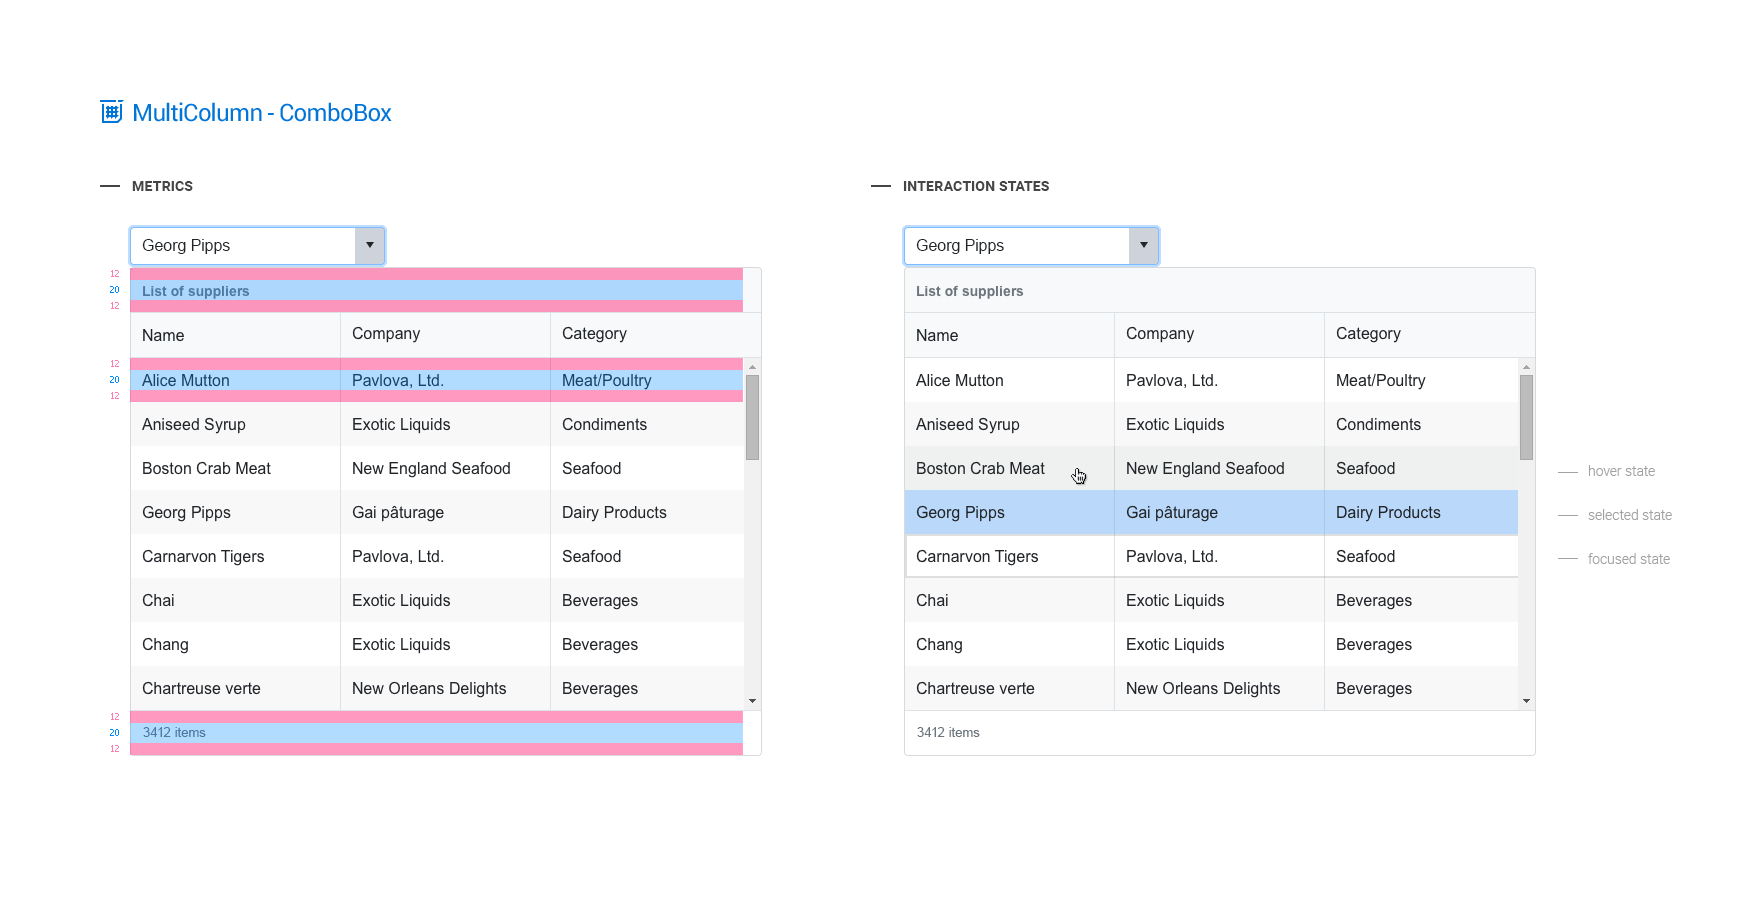 MultiColumn - ComboBox
METRICS
Georg Pipps
12
20 List of suppliers
12
Name Company Category
12
20 Alice Mutton Pavlova, Ltd. Meat/Poultry
12
Aniseed Syrup Exotic Liquids Condiments
Boston Crab Meat New England Seafood Seafood
Georg Pipps Gai pâturage Dairy Products
Carnarvon Tigers Pavlova, Ltd. Seafood
Chai Exotic Liquids Beverages
Chang Exotic Liquids Beverages
Chartreuse verte New Orleans Delights Beverages
12
20 3412 items
12
INTERACTION STATES
Georg Pipps
List of suppliers
Name Company Category
Alice Mutton Pavlova, Ltd. Meat/Poultry
Aniseed Syrup Exotic Liquids Condiments
Boston Crab Meat New England Seafood Seafood hover state
Georg Pipps Gai pâturage Dairy Products selected state
Carnarvon Tigers Pavlova, Ltd. Seafood focused state
Chai Exotic Liquids Beverages
Chang Exotic Liquids Beverages
Chartreuse verte New Orleans Delights Beverages
3412 items